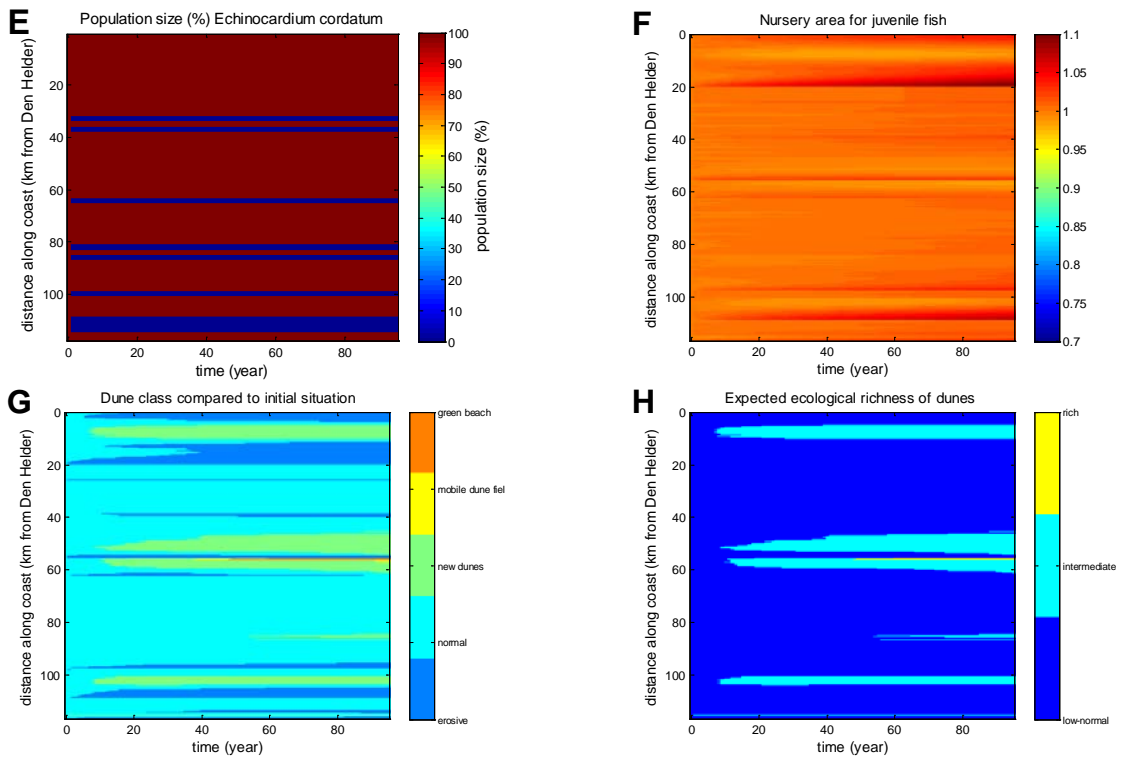 E
Population size (%) Echinocardium cordatum
distance along coast (km from Den Helder)
20
40
60
80
100
0 20 40 60 80
time (year)
100
90
80
70
60
50
40
30
20
10
0
population size (%)
F
Nursery area for juvenile fish
distance along coast (km from Den Helder)
0
20
40
60
80
100
0 20 40 60 80
time (year)
1.1
1.05
1
0.95
0.9
0.85
0.8
0.75
0.7
G
Dune class compared to initial situation
distance along coast (km from Den Helder)
0
20
40
60
80
100
0 20 40 60 80
time (year)
green beach
mobile dune fiel
new dunes
normal
erosive
H
Expected ecological richness of dunes
distance along coast (km from Den Helder)
0
20
40
60
80
100
0 20 40 60 80
time (year)
rich
intermediate
low-normal